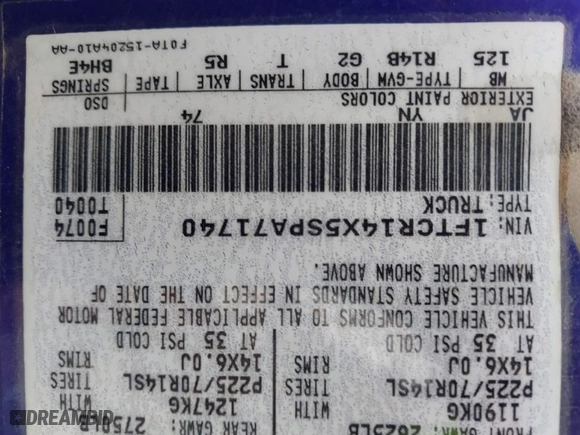 FRONT GAWR: 2625LB REAR GAWR: 2750LB
1190KG WITH 1247KG WITH
P225/70R14SL TIRES P225/70R14SL TIRES
14X6.0J RIMS 14X6.0J RIMS
AT 35 PSI COLD AT 35 PSI COLD
THIS VEHICLE CONFORMS TO ALL APPLICABLE FEDERAL MOTOR
VEHICLE SAFETY STANDARDS IN EFFECT ON THE DATE OF
MANUFACTURE SHOWN ABOVE.
VIN: 1FTCR14X5SPA71740 F0074
TYPE: TRUCK T0040
JA YN 74
EXTERIOR PAINT COLORS DSO
WB TYPE-GVM BODY TRANS AXLE TAPE SPRINGS
125 R14B G2 T R5 BH4E
F0TA-15204A10-AA
DREAMBID